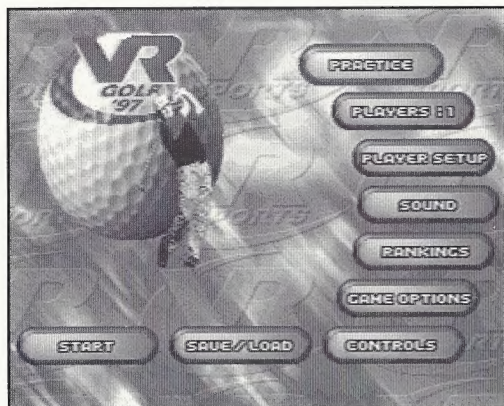 VR
GOLF
'97
PRACTICE
PLAYERS :1
PLAYER SETUP
SOUND
RANKINGS
GAME OPTIONS
START
SAVE/LOAD
CONTROLS